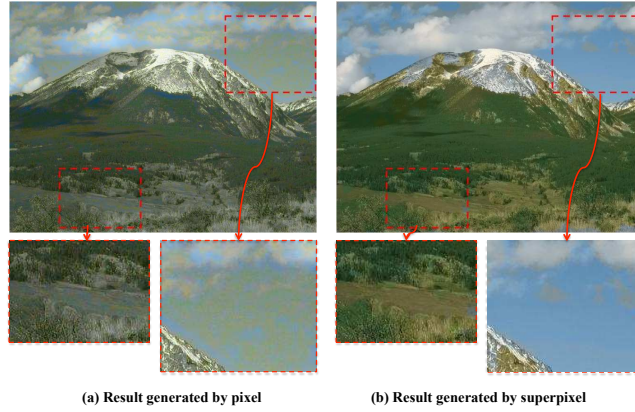 (a) Result generated by pixel
(b) Result generated by superpixel